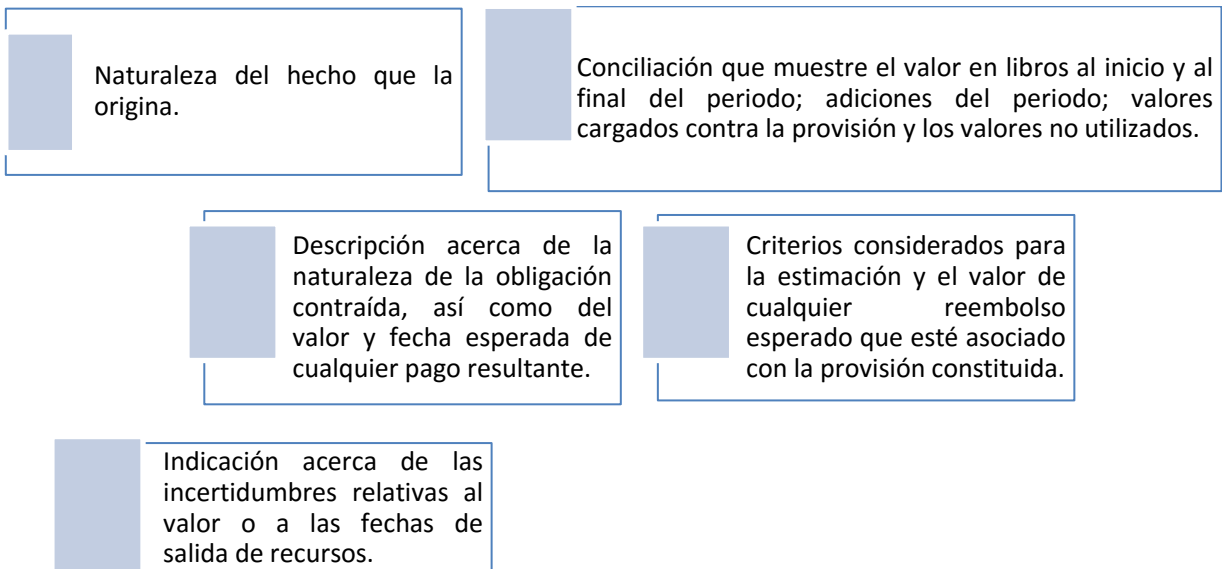 Naturaleza del hecho que la
origina.
Conciliación que muestre el valor en libros al inicio y al
final del periodo; adiciones del periodo; valores
cargados contra la provisión y los valores no utilizados.
Descripción acerca de la
naturaleza de la obligación
contraída, así como del
valor y fecha esperada de
cualquier pago resultante.
Criterios considerados para
la estimación y el valor de
cualquier reembolso
esperado que esté asociado
con la provisión constituida.
Indicación acerca de las
incertidumbres relativas al
valor o a las fechas de
salida de recursos.